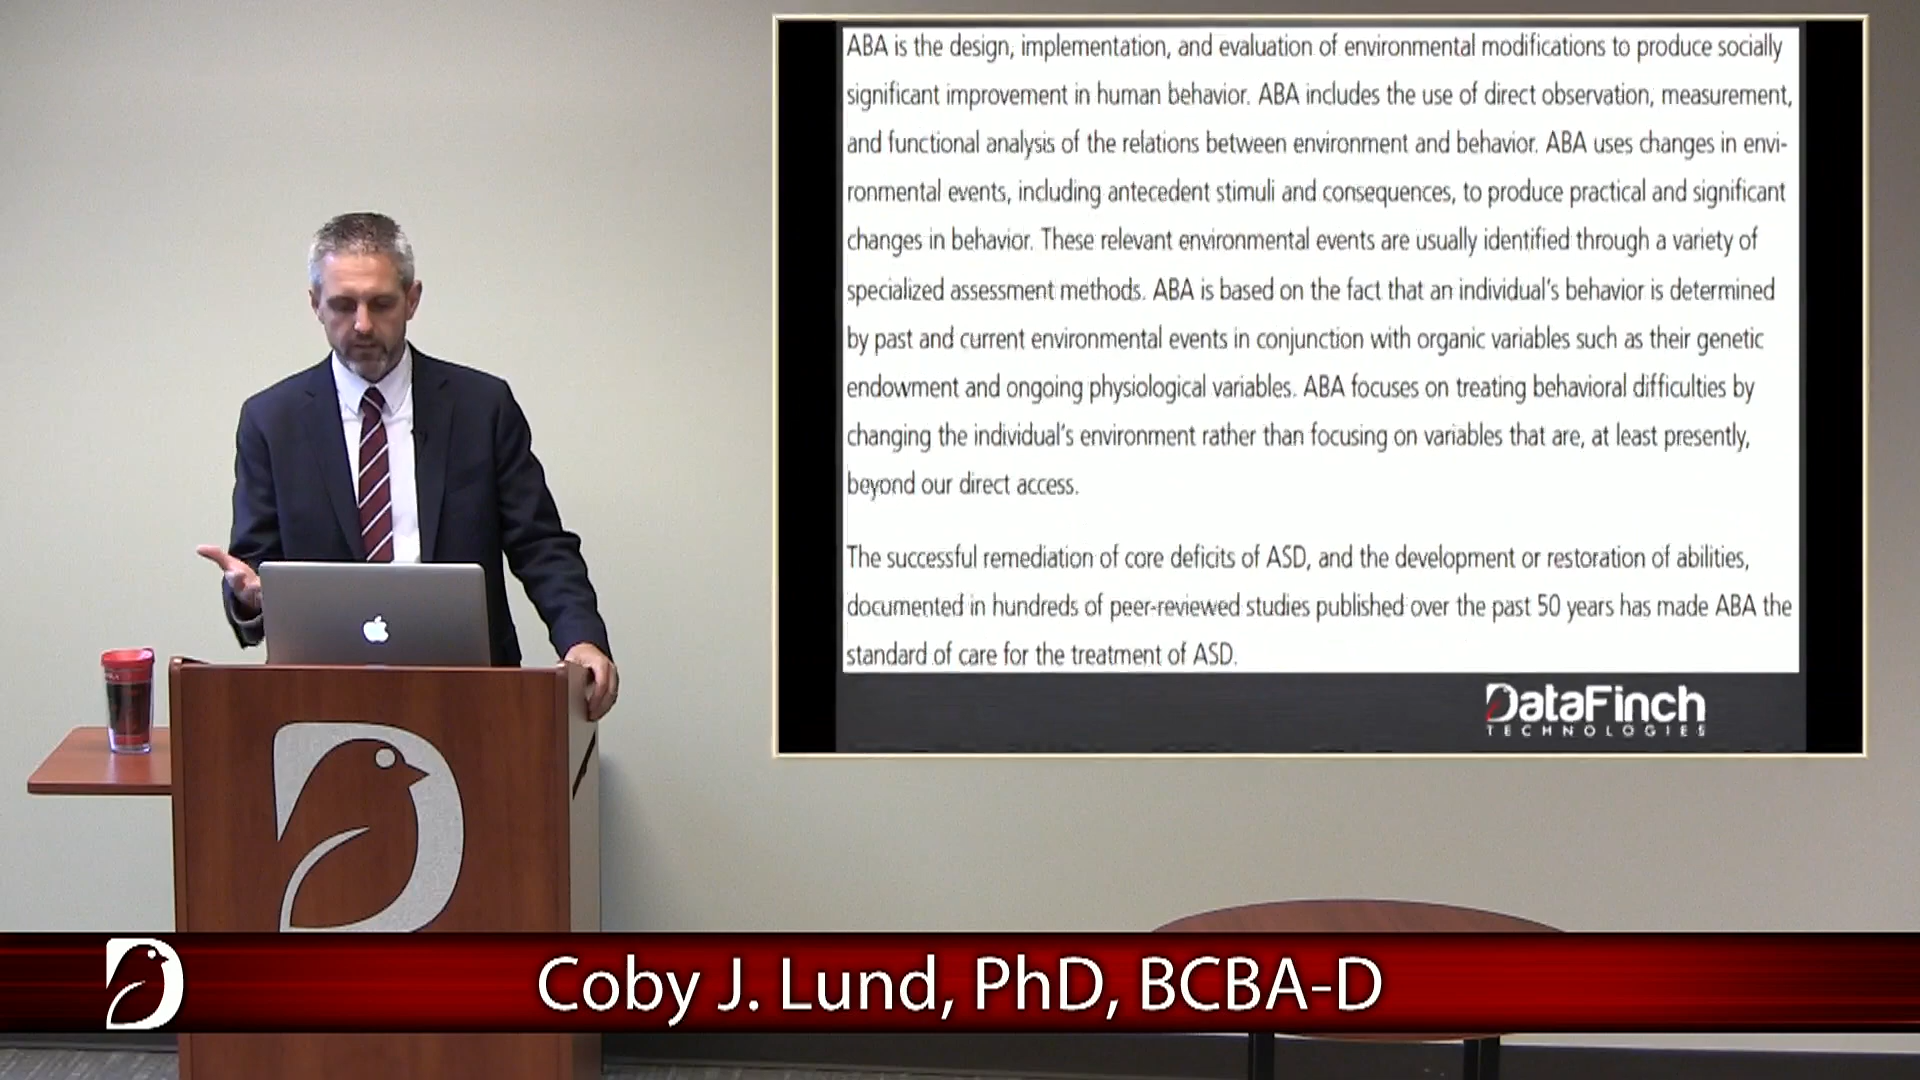 ABA is the design, implementation, and evaluation of environmental modifications to produce socially
significant improvement in human behavior. ABA includes the use of direct observation, measurement,
and functional analysis of the relations between environment and behavior. ABA uses changes in envi-
ronmental events, including antecedent stimuli and consequences, to produce practical and significant
changes in behavior. These relevant environmental events are usually identified through a variety of
specialized assessment methods. ABA is based on the fact that an individual's behavior is determined
by past and current environmental events in conjunction with organic variables such as their genetic
endowment and ongoing physiological variables. ABA focuses on treating behavioral difficulties by
changing the individual's environment rather than focusing on variables that are, at least presently,
beyond our direct access.
The successful remediation of core deficits of ASD, and the development or restoration of abilities,
documented in hundreds of peer-reviewed studies published over the past 50 years has made ABA the
standard of care for the treatment of ASD.
DataFinch
TECHNOLOGIES
Coby J. Lund, PhD, BCBA-D